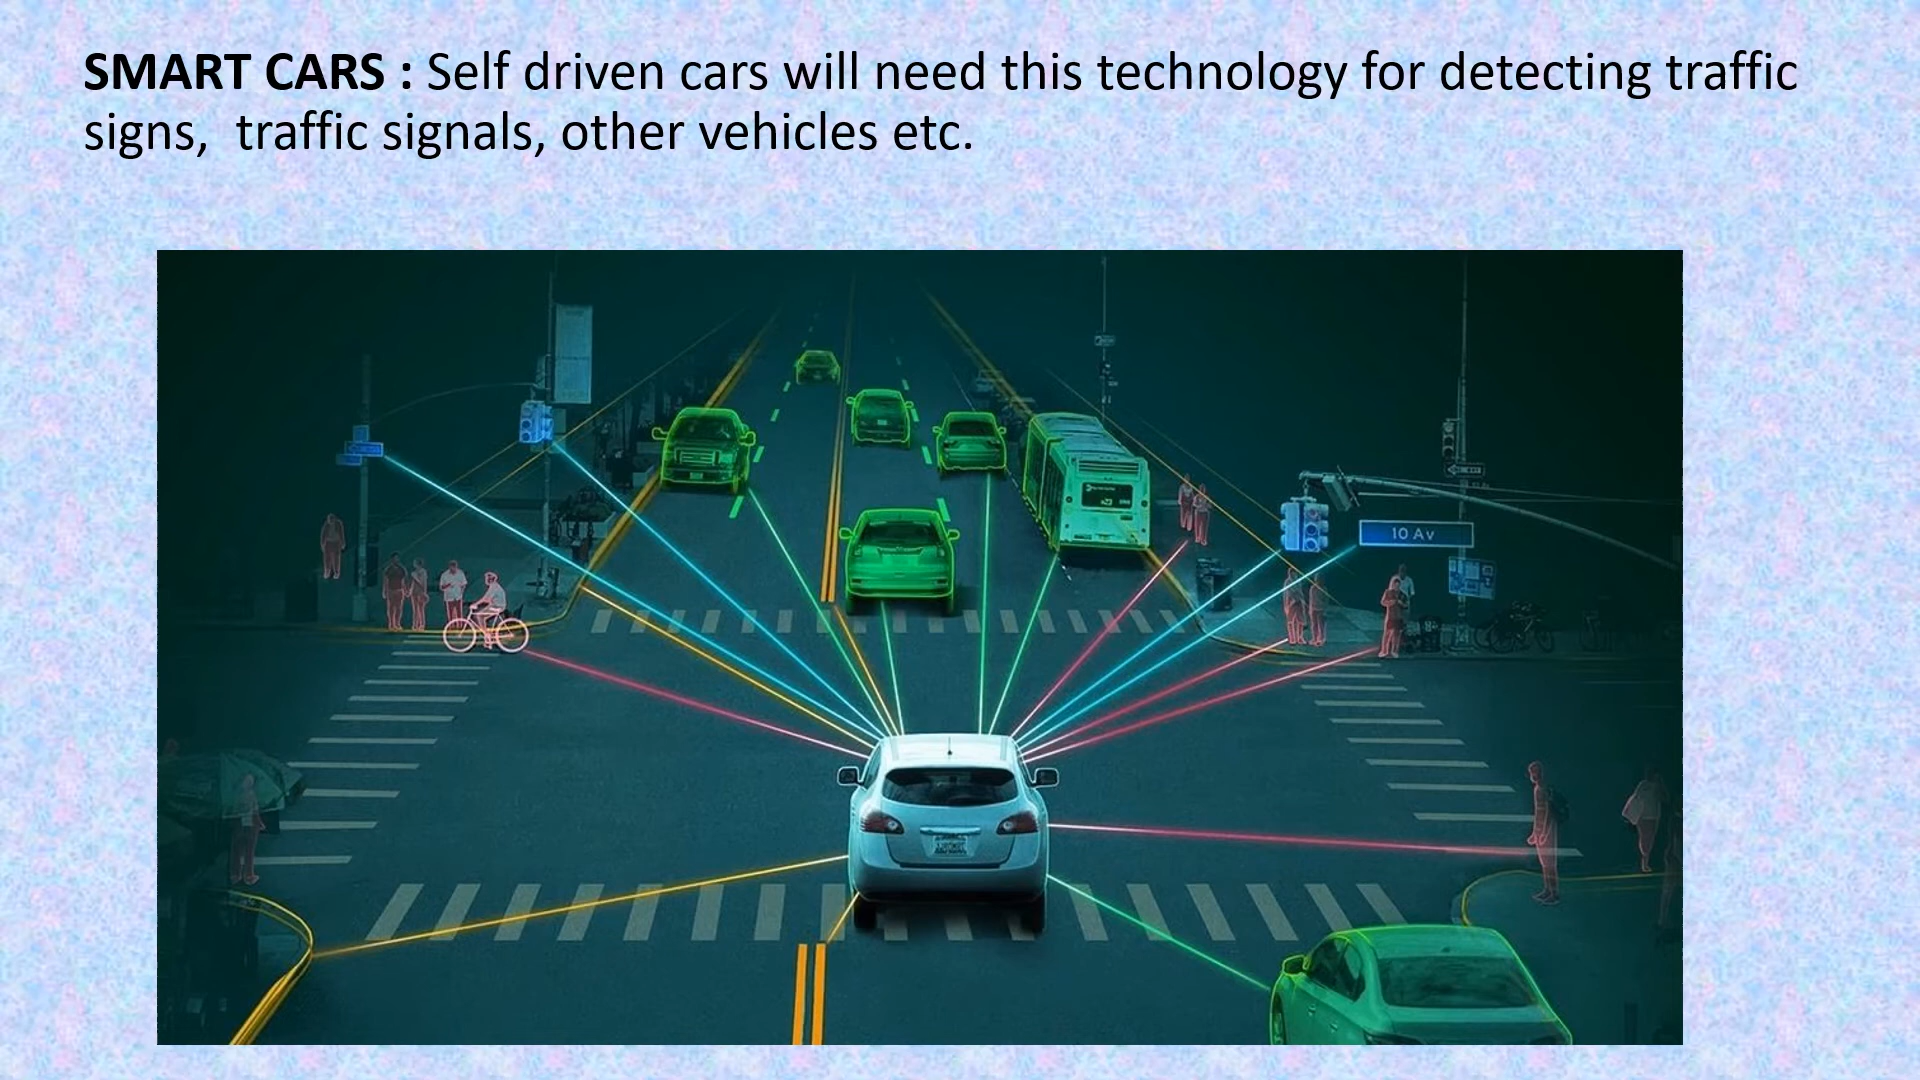 SMART CARS : Self driven cars will need this technology for detecting traffic
signs,  traffic signals, other vehicles etc.
10 Av